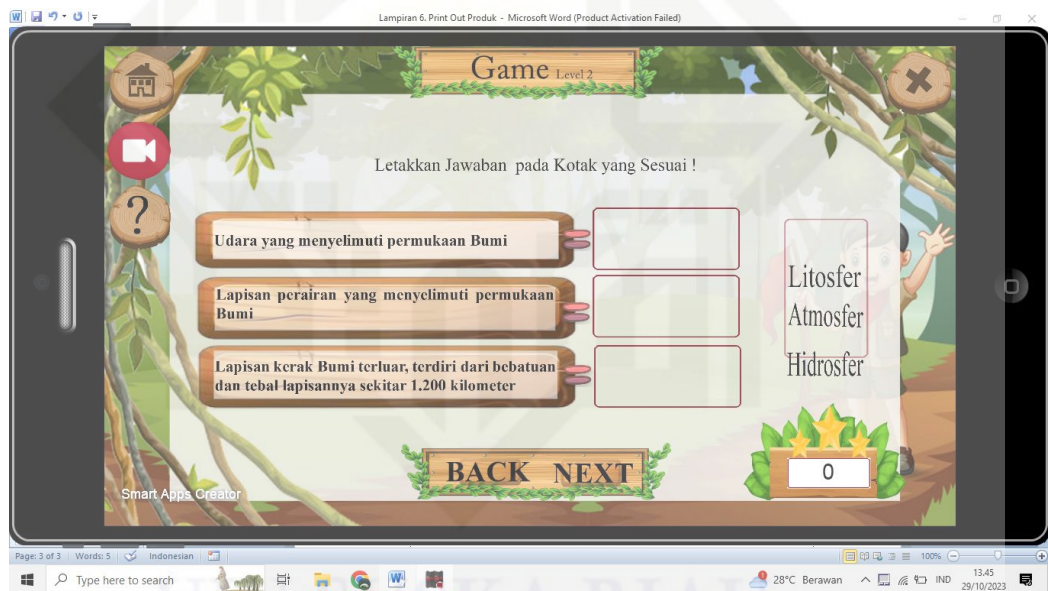 Lampiran 6. Print Out Produk - Microsoft Word (Product Activation Failed)
Game Level 2
Letakkan Jawaban pada Kotak yang Sesuai !
Udara yang menyelimuti permukaan Bumi
Lapisan perairan yang menyelimuti permukaan
Bumi
Lapisan kerak Bumi terluar, terdiri dari bebatuan
dan tebal lapisannya sekitar 1.200 kilometer
Litosfer
Atmosfer
Hidrosfer
BACK NEXT
0
Smart Apps Creator
Page: 3 of 3 Words: 5 Indonesian 100%
Type here to search
28°C Berawan IND
13.45
29/10/2023